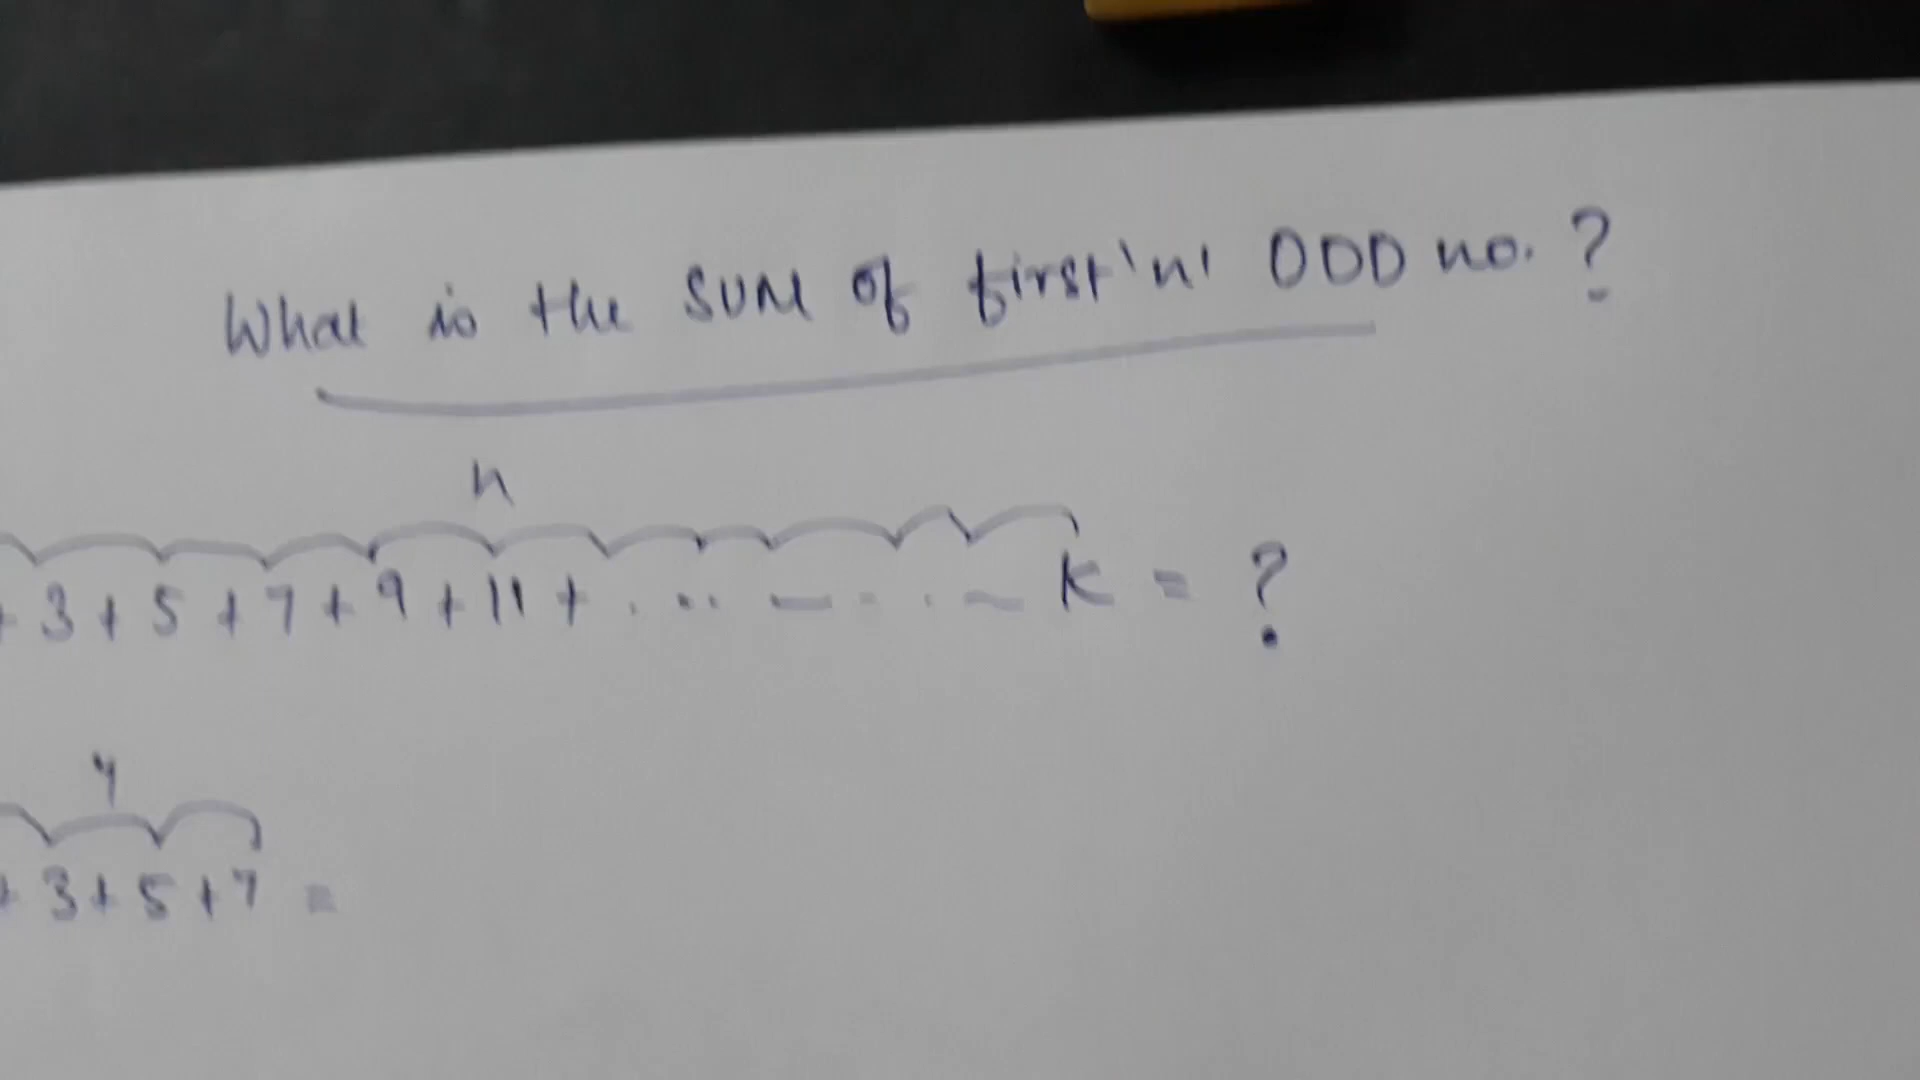 What is the SUM of first 'n' ODD no. ?
n
+ 3 + 5 + 7 + 9 + 11 + . . . . — - . — K = ?
4
+ 3 + 5 + 7 =